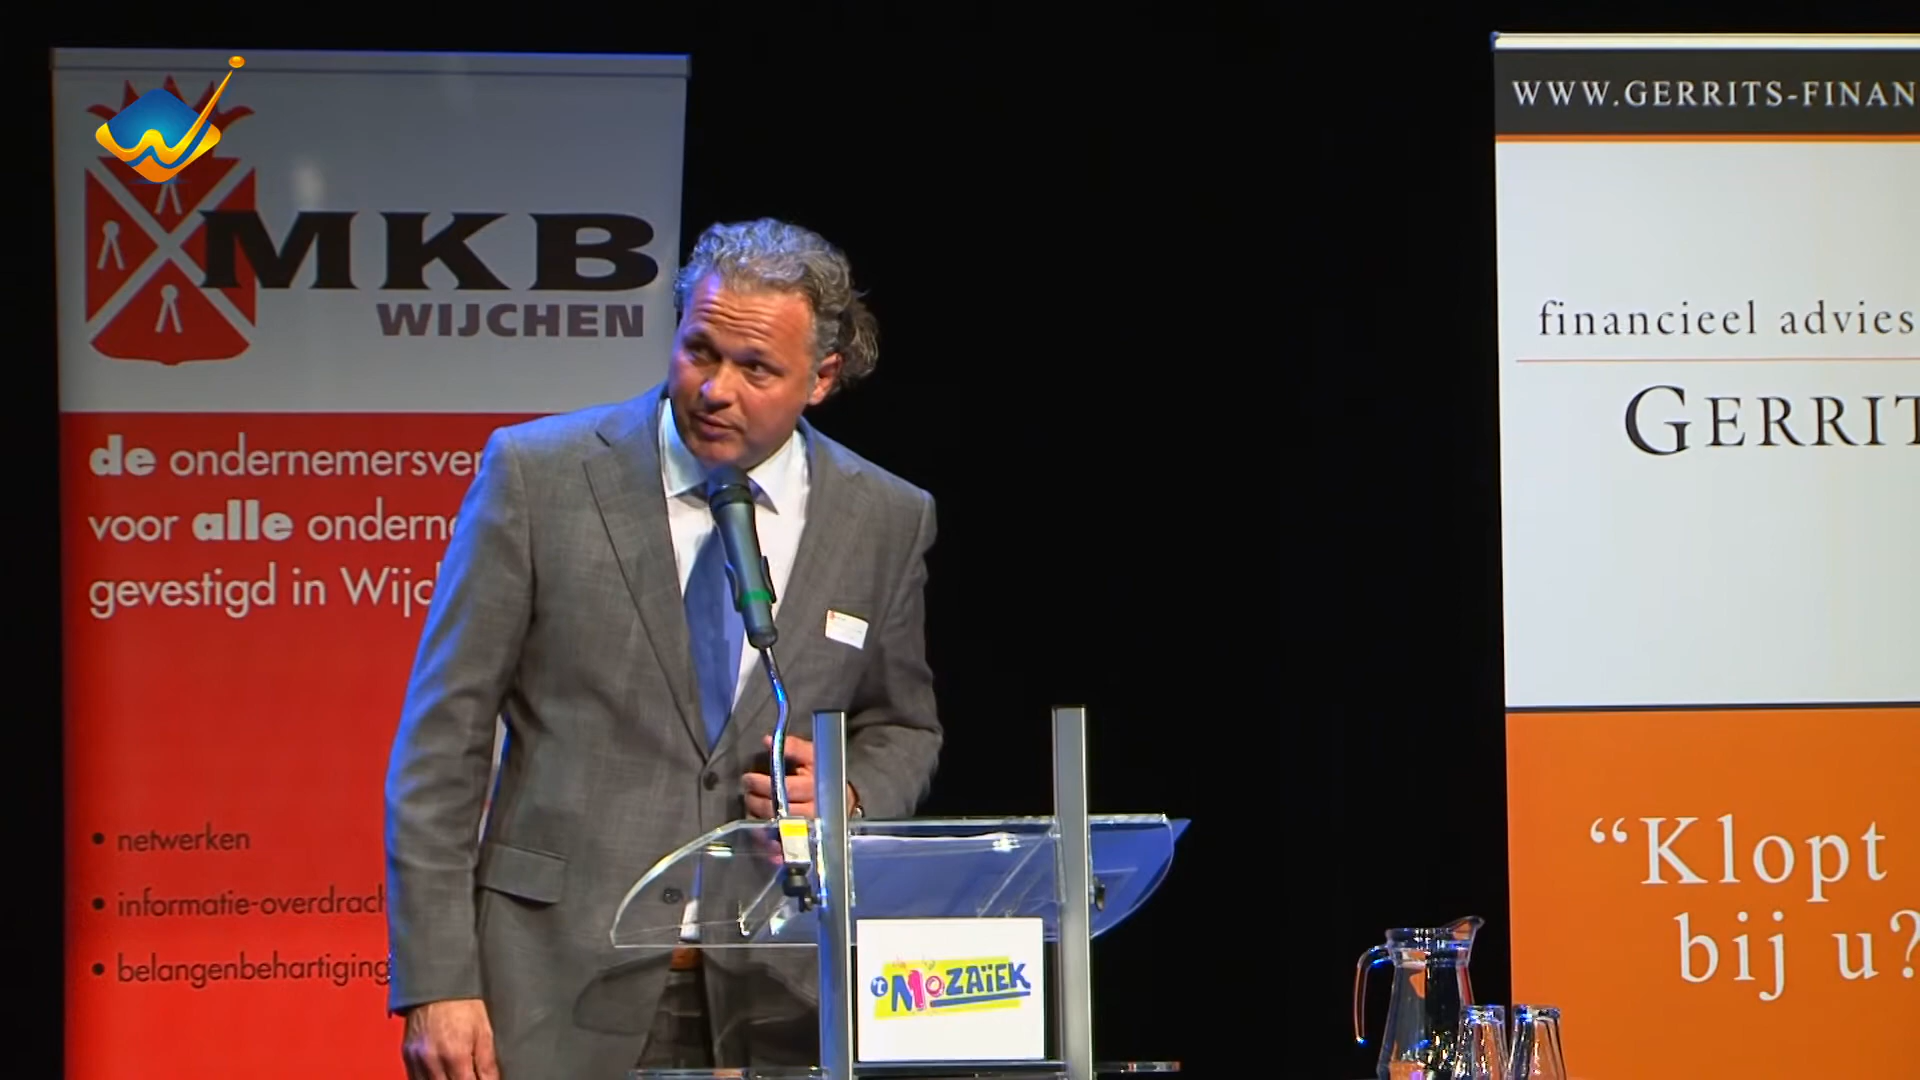 MKB
WIJCHEN
de ondernemersver
voor alle onderne
gevestigd in Wijc
• netwerken
• informatie-overdrach
• belangenbehartiging
't MOZAÏEK
WWW.GERRITS-FINAN
financieel advies
GERRIT
“Klopt
bij u?